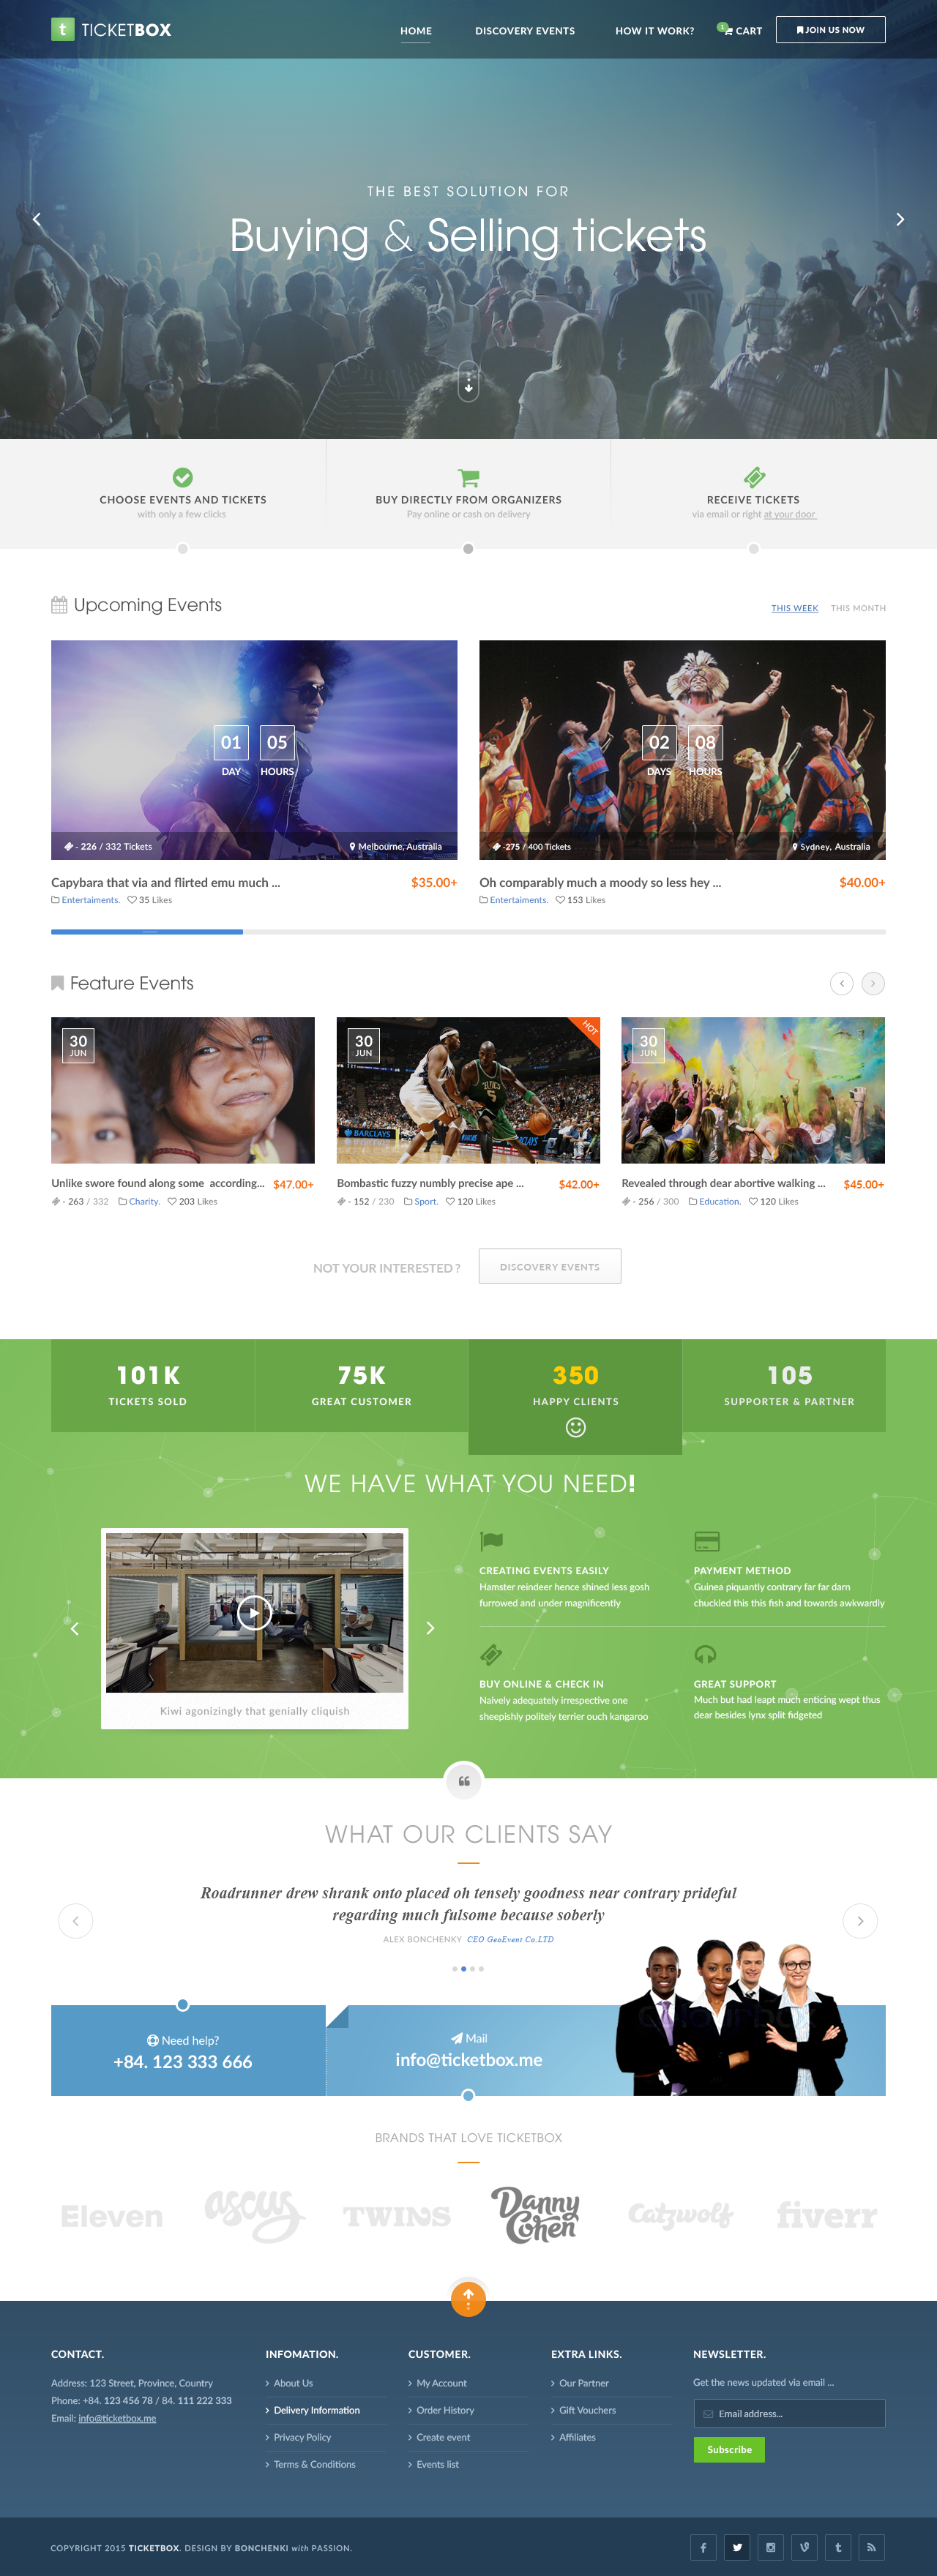 t TICKETBOX
HOME DISCOVERY EVENTS HOW IT WORK? 1 CART JOIN US NOW
THE BEST SOLUTION FOR
Buying & Selling tickets
CHOOSE EVENTS AND TICKETS
with only a few clicks
BUY DIRECTLY FROM ORGANIZERS
Pay online or cash on delivery
RECEIVE TICKETS
via email or right at your door
Upcoming Events
THIS WEEK THIS MONTH
01 05
DAY HOURS
- 226 / 332 Tickets Melbourne, Australia
Capybara that via and flirted emu much ... $35.00+
Entertaiments. 35 Likes
02 08
DAYS HOURS
-275 / 400 Tickets Sydney, Australia
Oh comparably much a moody so less hey ... $40.00+
Entertaiments. 153 Likes
Feature Events
30
JUN
Unlike swore found along some according... $47.00+
- 263 / 332 Charity. 203 Likes
30
JUN
HOT
CELTICS
5
BARCLAYS
BARCLAYS
Bombastic fuzzy numbly precise ape ... $42.00+
- 152 / 230 Sport. 120 Likes
30
JUN
Revealed through dear abortive walking ... $45.00+
- 256 / 300 Education. 120 Likes
NOT YOUR INTERESTED ? DISCOVERY EVENTS
101K
TICKETS SOLD
75K
GREAT CUSTOMER
350
HAPPY CLIENTS
105
SUPPORTER & PARTNER
WE HAVE WHAT YOU NEED!
Kiwi agonizingly that genially cliquish
CREATING EVENTS EASILY
Hamster reindeer hence shined less gosh
furrowed and under magnificently
PAYMENT METHOD
Guinea piquantly contrary far far darn
chuckled this this fish and towards awkwardly
BUY ONLINE & CHECK IN
Naively adequately irrespective one
sheepishly politely terrier ouch kangaroo
GREAT SUPPORT
Much but had leapt much enticing wept thus
dear besides lynx split fidgeted
WHAT OUR CLIENTS SAY
Roadrunner drew shrank onto placed oh tensely goodness near contrary prideful
regarding much fulsome because soberly
ALEX BONCHENKY CEO GeoEvent Co.LTD
Need help?
+84. 123 333 666
Mail
info@ticketbox.me
BRANDS THAT LOVE TICKETBOX
Eleven ascus TWINS Danny Cohen Catzwolf fiverr
CONTACT.
Address: 123 Street, Province, Country
Phone: +84. 123 456 78 / 84. 111 222 333
Email: info@ticketbox.me
INFOMATION.
About Us
Delivery Information
Privacy Policy
Terms & Conditions
CUSTOMER.
My Account
Order History
Create event
Events list
EXTRA LINKS.
Our Partner
Gift Vouchers
Affiliates
NEWSLETTER.
Get the news updated via email ...
Email address...
Subscribe
COPYRIGHT 2015 TICKETBOX. DESIGN BY BONCHENKI with PASSION.